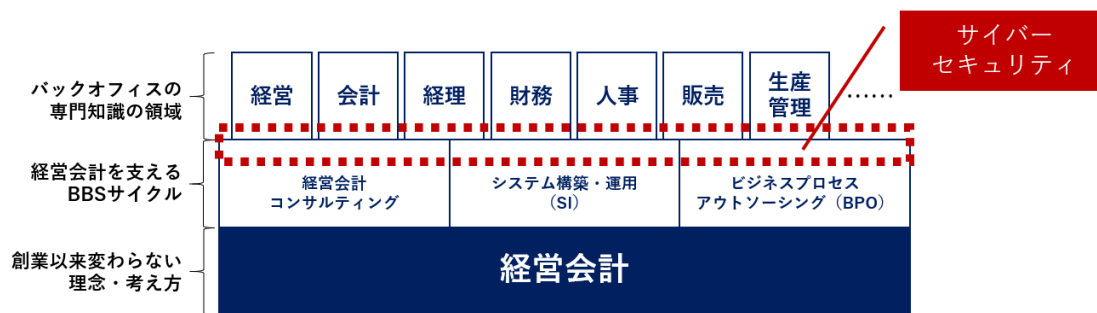 サイバー
セキュリティ
バックオフィスの
専門知識の領域
経営
会計
経理
財務
人事
販売
生産
管理
……
経営会計を支える
BBSサイクル
経営会計
コンサルティング
システム構築・運用
（SI）
ビジネスプロセス
アウトソーシング（BPO）
創業以来変わらない
理念・考え方
経営会計